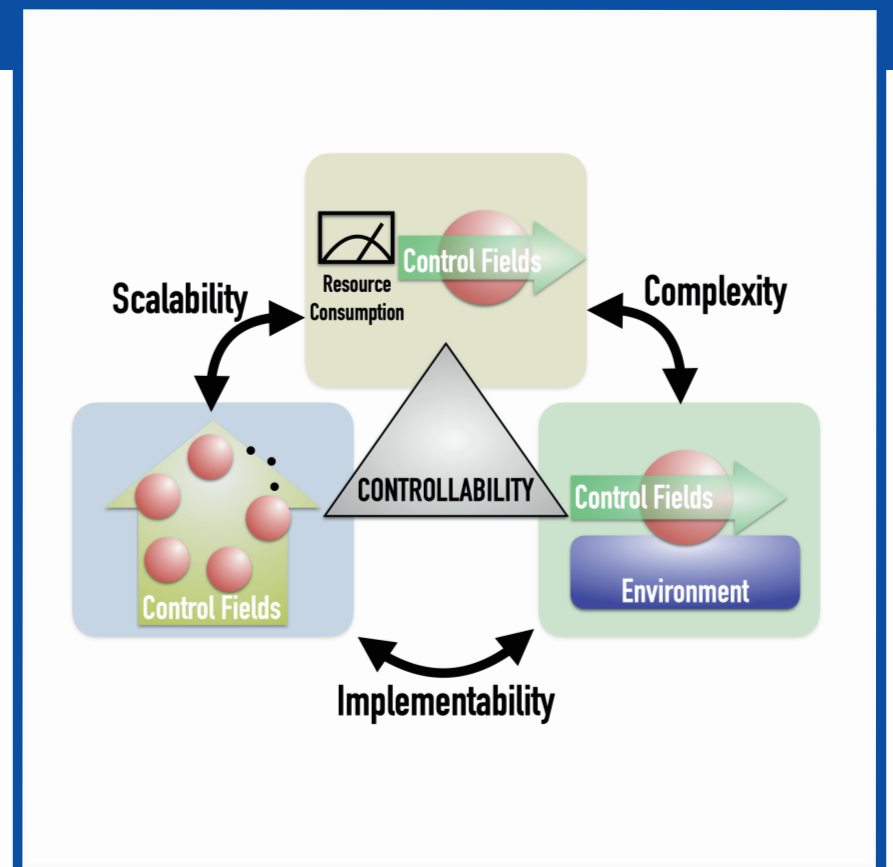 Control Fields
Resource
Consumption
Scalability
Complexity
CONTROLLABILITY
Control Fields
Control Fields
Environment
Implementability